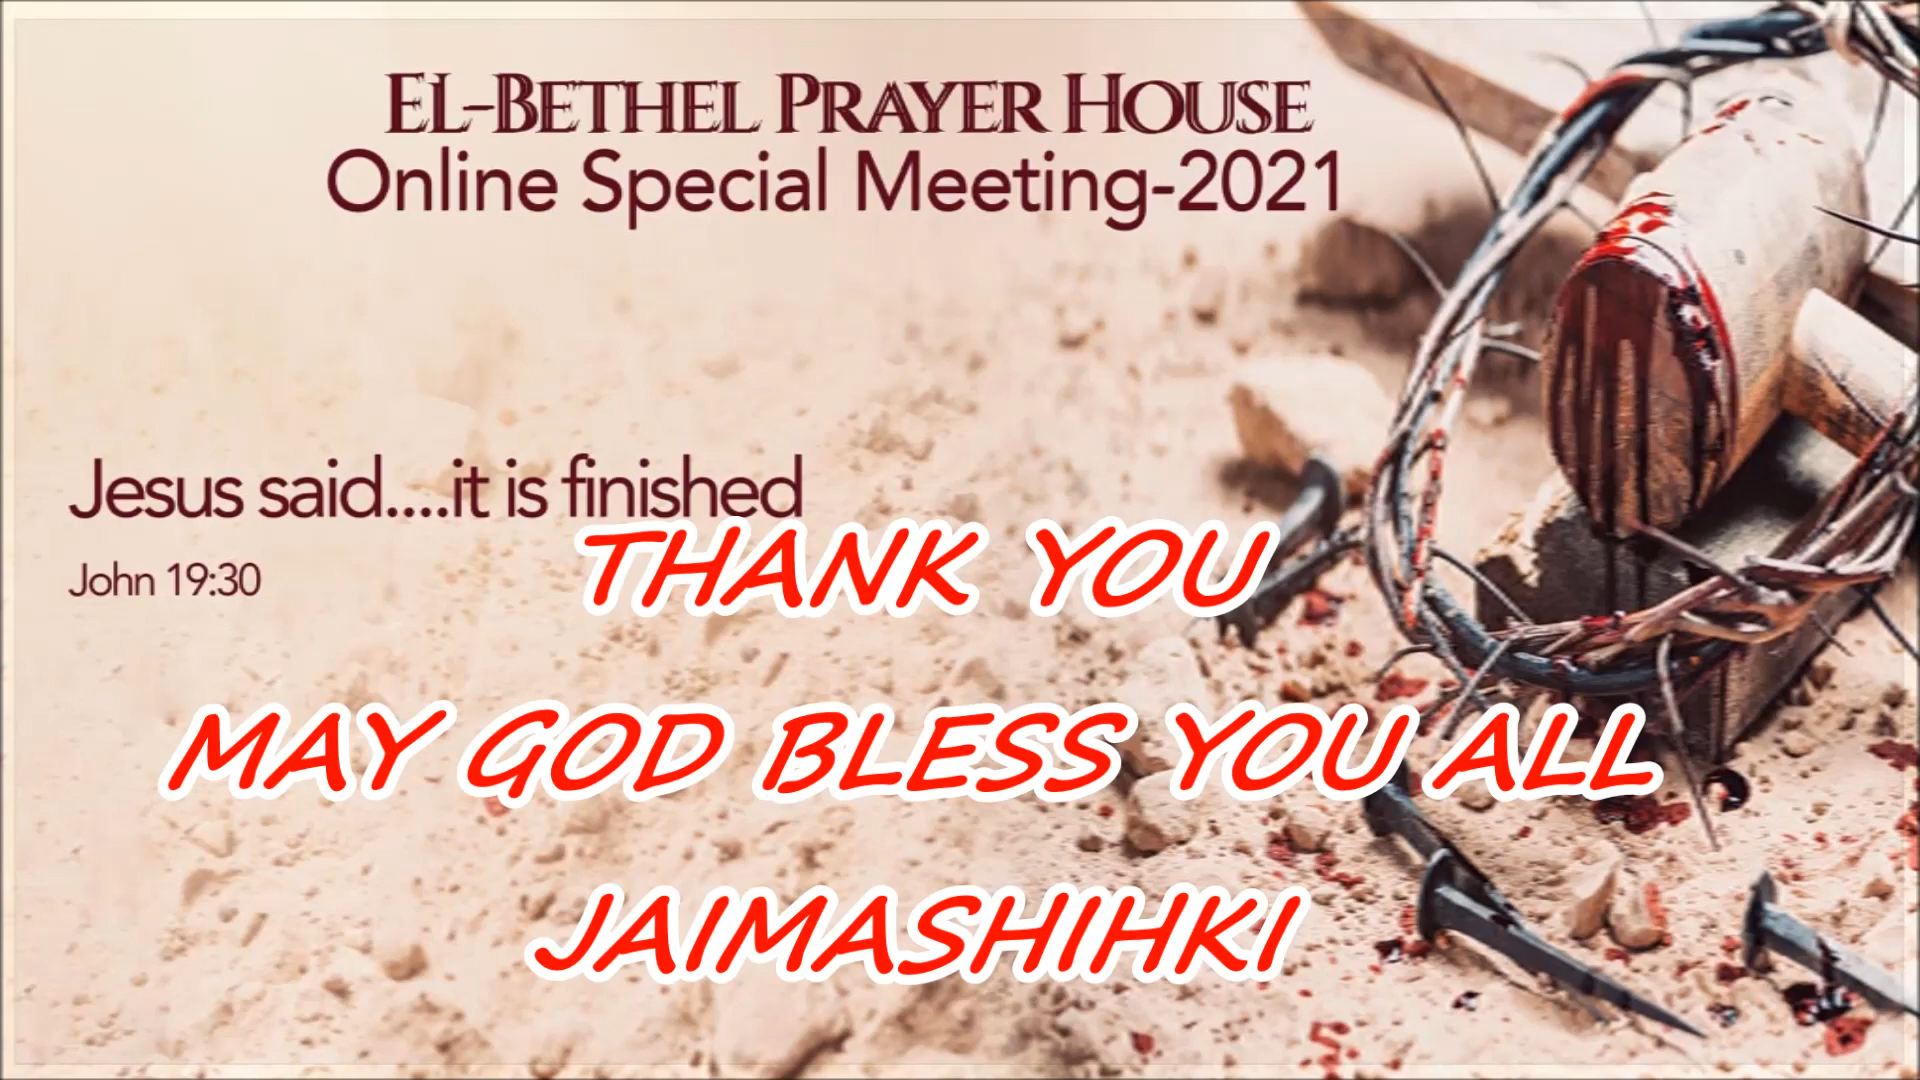 EL-BETHEL PRAYER HOUSE
Online Special Meeting-2021
Jesus said....it is finished
John 19:30
THANK YOU
MAY GOD BLESS YOU ALL
JAIMASHIHKI